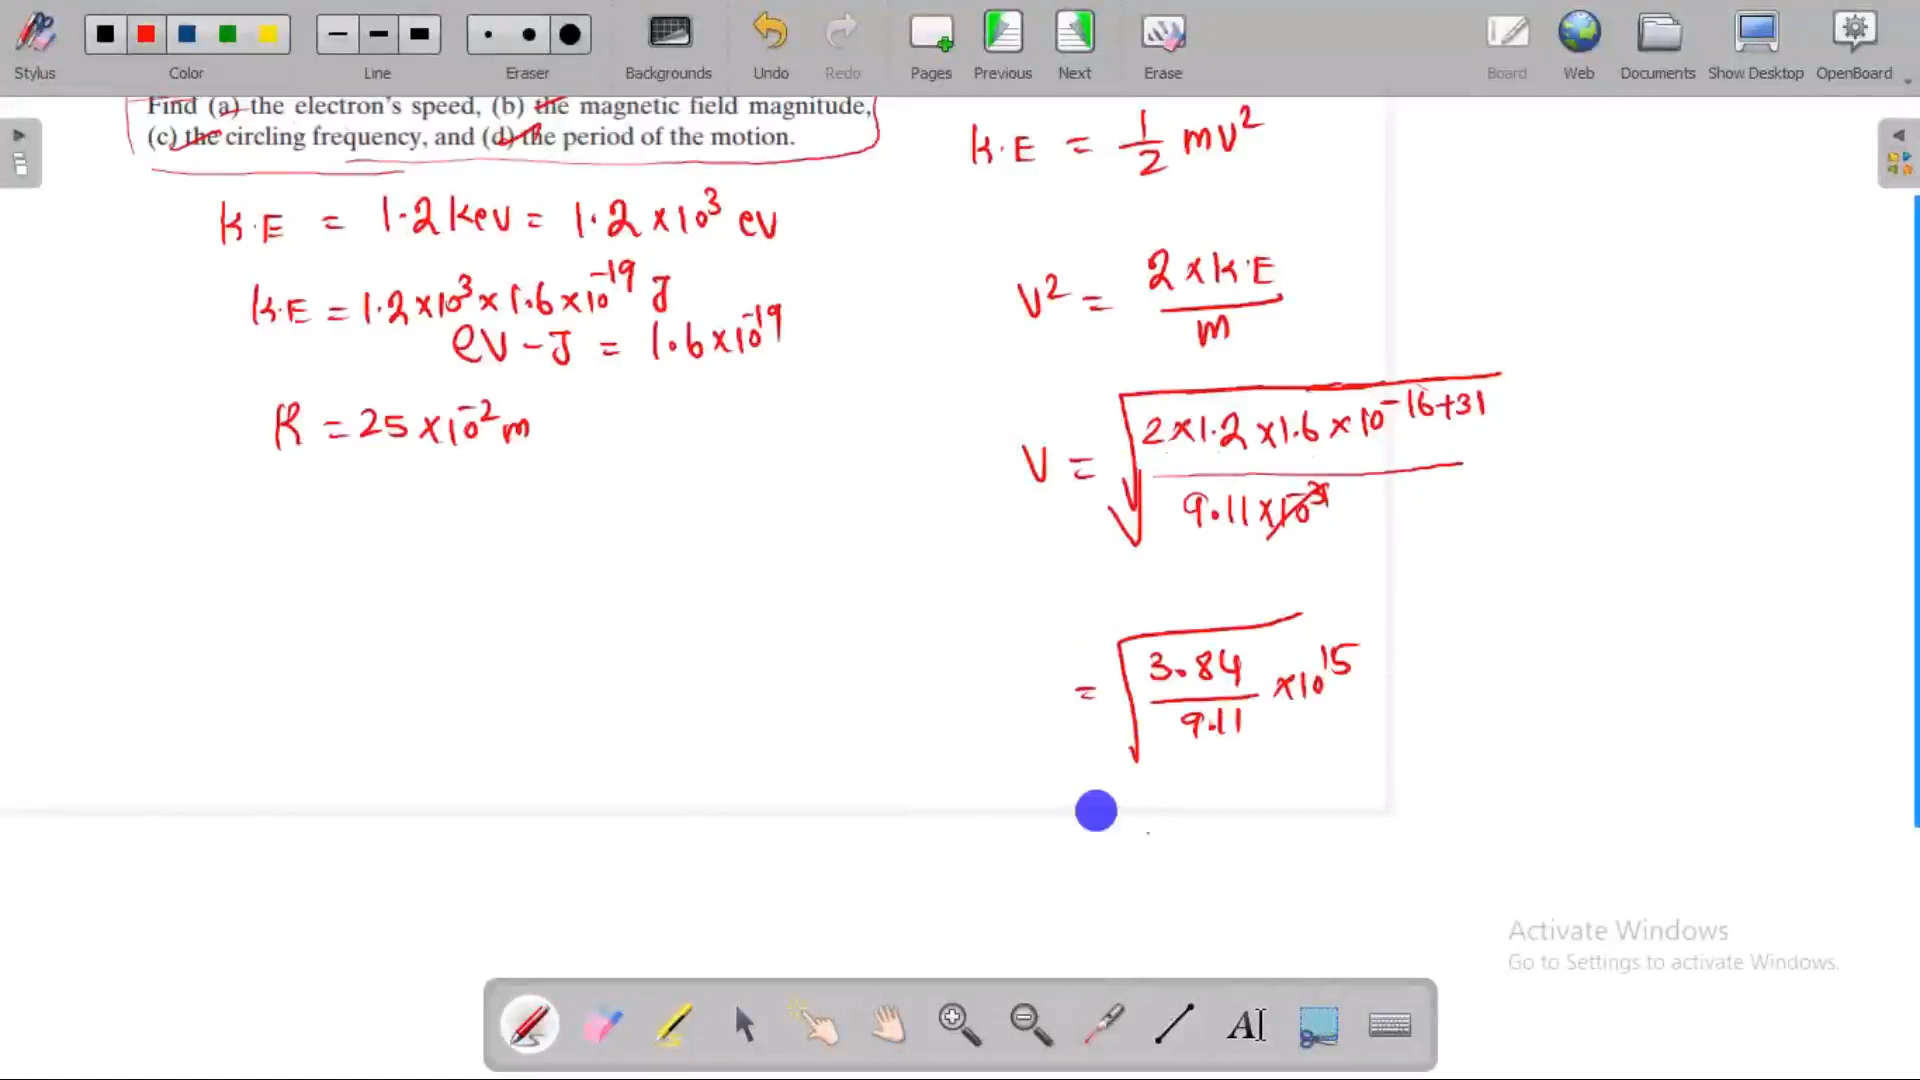 Stylus
Color
Line
Eraser
Backgrounds
Undo
Redo
Pages
Previous
Next
Erase
Board
Web
Documents
Show Desktop
OpenBoard
Find (a) the electron's speed, (b) the magnetic field magnitude,
(c) the circling frequency, and (d) the period of the motion.
K.E = 1.2 keV = 1.2 × 10³ eV
K.E = 1.2 × 10³ × 1.6 × 10⁻¹⁹ J
eV - J = 1.6 × 10⁻¹⁹
R = 25 × 10⁻² m
K.E = 1/2 mV²
V² = 2 × K.E / m
V = √(2 × 1.2 × 1.6 × 10⁻¹⁶⁺³¹ / 9.11 × 10⁻³¹)
= √(3.84 / 9.11 × 10¹⁵)
Activate Windows
Go to Settings to activate Windows.
AI